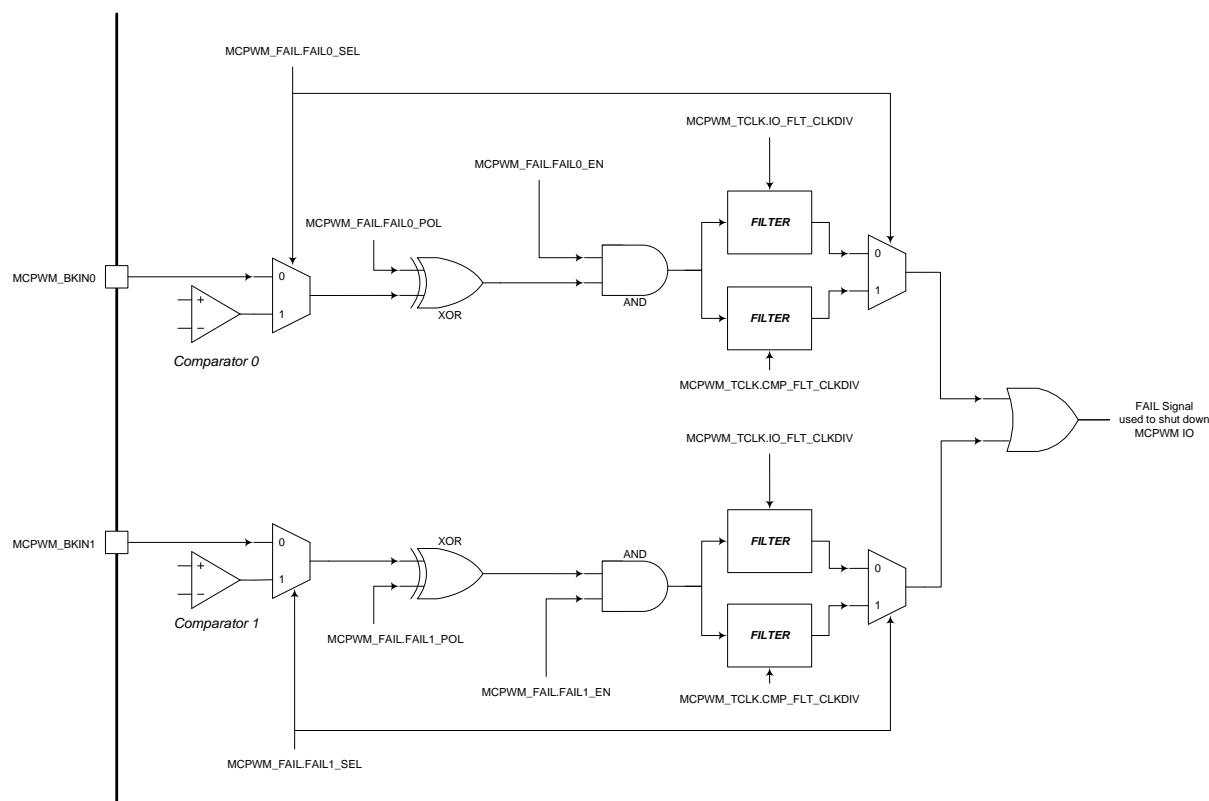 MCPWM_FAIL.FAIL0_SEL
MCPWM_TCLK.IO_FLT_CLKDIV
MCPWM_FAIL.FAIL0_EN
MCPWM_FAIL.FAIL0_POL
FILTER
MCPWM_BKIN0
0
0
+
−
1
XOR
AND
1
FILTER
Comparator 0
MCPWM_TCLK.CMP_FLT_CLKDIV
FAIL Signal
used to shut down
MCPWM IO
MCPWM_TCLK.IO_FLT_CLKDIV
MCPWM_BKIN1
0
XOR
AND
FILTER
+
−
1
0
1
Comparator 1
MCPWM_FAIL.FAIL1_POL
FILTER
MCPWM_FAIL.FAIL1_EN
MCPWM_TCLK.CMP_FLT_CLKDIV
MCPWM_FAIL.FAIL1_SEL